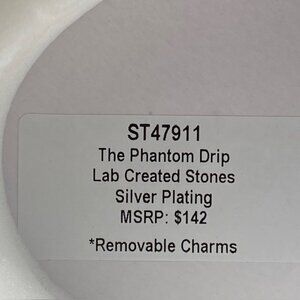 ST47911
The Phantom Drip
Lab Created Stones
Silver Plating
MSRP: $142
*Removable Charms